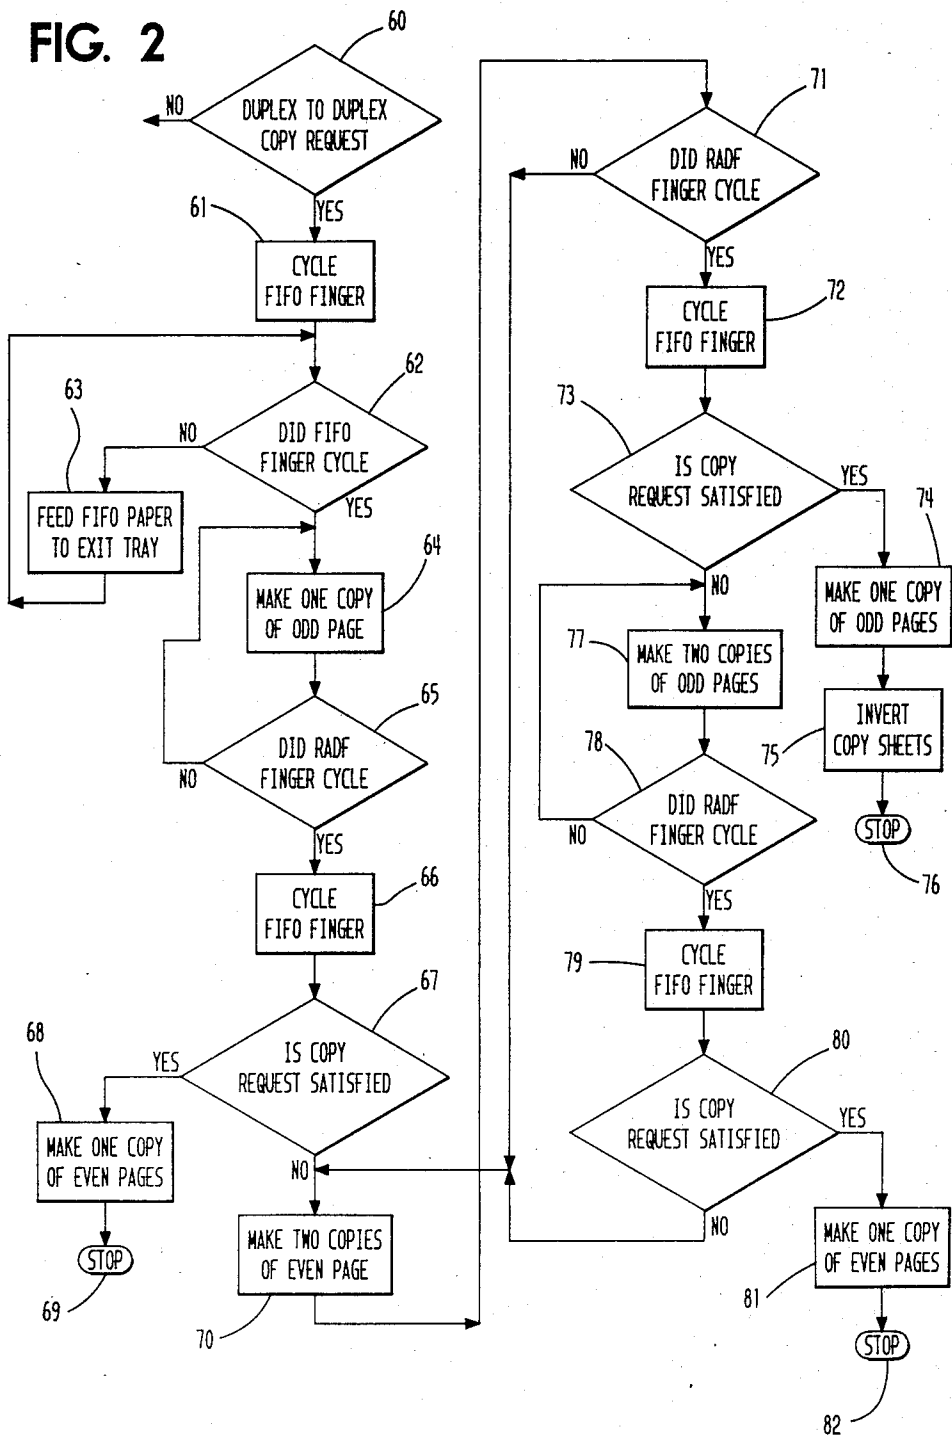 FIG. 2
60
DUPLEX TO DUPLEX
COPY REQUEST
NO
YES
61
CYCLE
FIFO FINGER
62
DID FIFO
FINGER CYCLE
NO
YES
63
FEED FIFO PAPER
TO EXIT TRAY
64
MAKE ONE COPY
OF ODD PAGE
65
DID RADF
FINGER CYCLE
NO
YES
66
CYCLE
FIFO FINGER
67
IS COPY
REQUEST SATISFIED
YES
NO
68
MAKE ONE COPY
OF EVEN PAGES
STOP
69
MAKE TWO COPIES
OF EVEN PAGE
70
71
DID RADF
FINGER CYCLE
NO
YES
72
CYCLE
FIFO FINGER
73
IS COPY
REQUEST SATISFIED
YES
NO
74
MAKE ONE COPY
OF ODD PAGES
INVERT
COPY SHEETS
75
STOP
76
77
MAKE TWO COPIES
OF ODD PAGES
78
DID RADF
FINGER CYCLE
NO
YES
79
CYCLE
FIFO FINGER
80
IS COPY
REQUEST SATISFIED
YES
NO
MAKE ONE COPY
OF EVEN PAGES
81
STOP
82